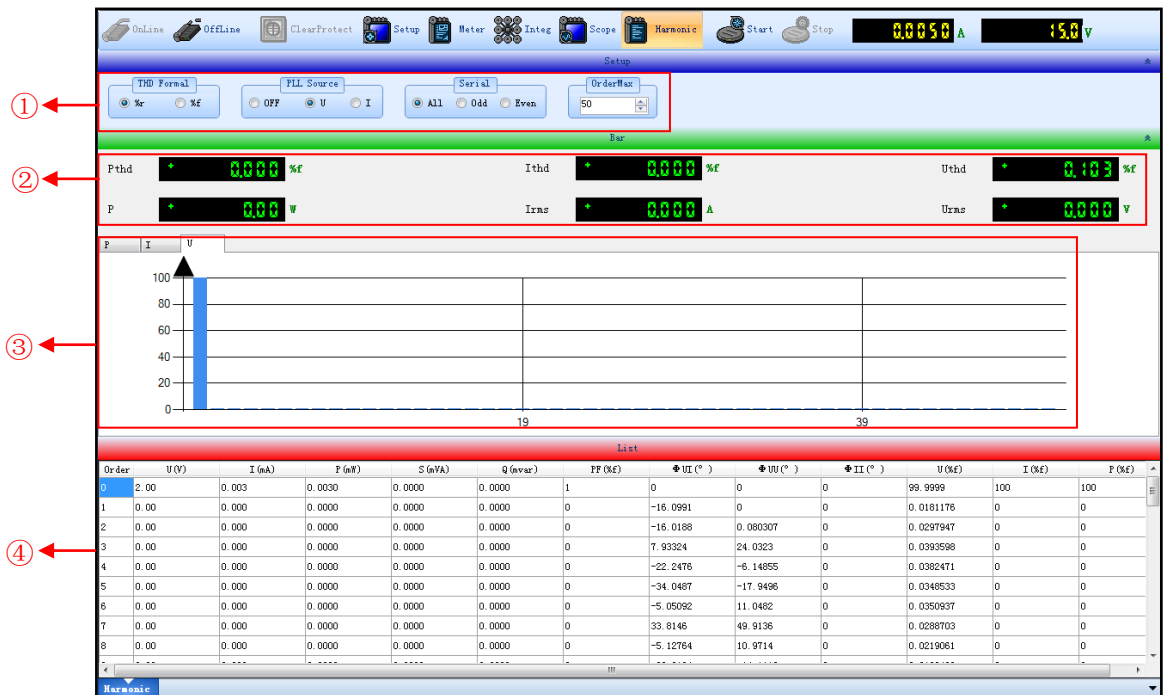 OnLine OffLine ClearProtect Setup Meter Integ Scope Harmonic Start Stop 0.0050 A 15.0 V
Setup
①
THD Formal PLL Source Serial OrderMax
%r %f OFF U I All Odd Even 50
Bar
②
Pthd + 0.000 %f Ithd + 0.000 %f Uthd + 0.103 %f
P + 0.00 W Irms + 0.000 A Urms + 0.000 V
③
P I U
100
80
60
40
20
0
19 39
List
④
Order U(V) I(mA) P(mW) S(mVA) Q(mvar) PF(%f) ΦUI(°) ΦUU(°) ΦII(°) U(%f) I(%f) P(%f)
0 2.00 0.003 0.0030 0.0000 0.0000 1 0 0 0 99.9999 100 100
1 0.00 0.000 0.0000 0.0000 0.0000 0 -16.0991 0 0 0.0181176 0 0
2 0.00 0.000 0.0000 0.0000 0.0000 0 -16.0188 0.080307 0 0.0297947 0 0
3 0.00 0.000 0.0000 0.0000 0.0000 0 7.93324 24.0323 0 0.0393598 0 0
4 0.00 0.000 0.0000 0.0000 0.0000 0 -22.2476 -6.14855 0 0.0382471 0 0
5 0.00 0.000 0.0000 0.0000 0.0000 0 -34.0487 -17.9496 0 0.0348533 0 0
6 0.00 0.000 0.0000 0.0000 0.0000 0 -5.05092 11.0482 0 0.0350937 0 0
7 0.00 0.000 0.0000 0.0000 0.0000 0 33.8146 49.9136 0 0.0288703 0 0
8 0.00 0.000 0.0000 0.0000 0.0000 0 -5.12764 10.9714 0 0.0219061 0 0
Harmonic